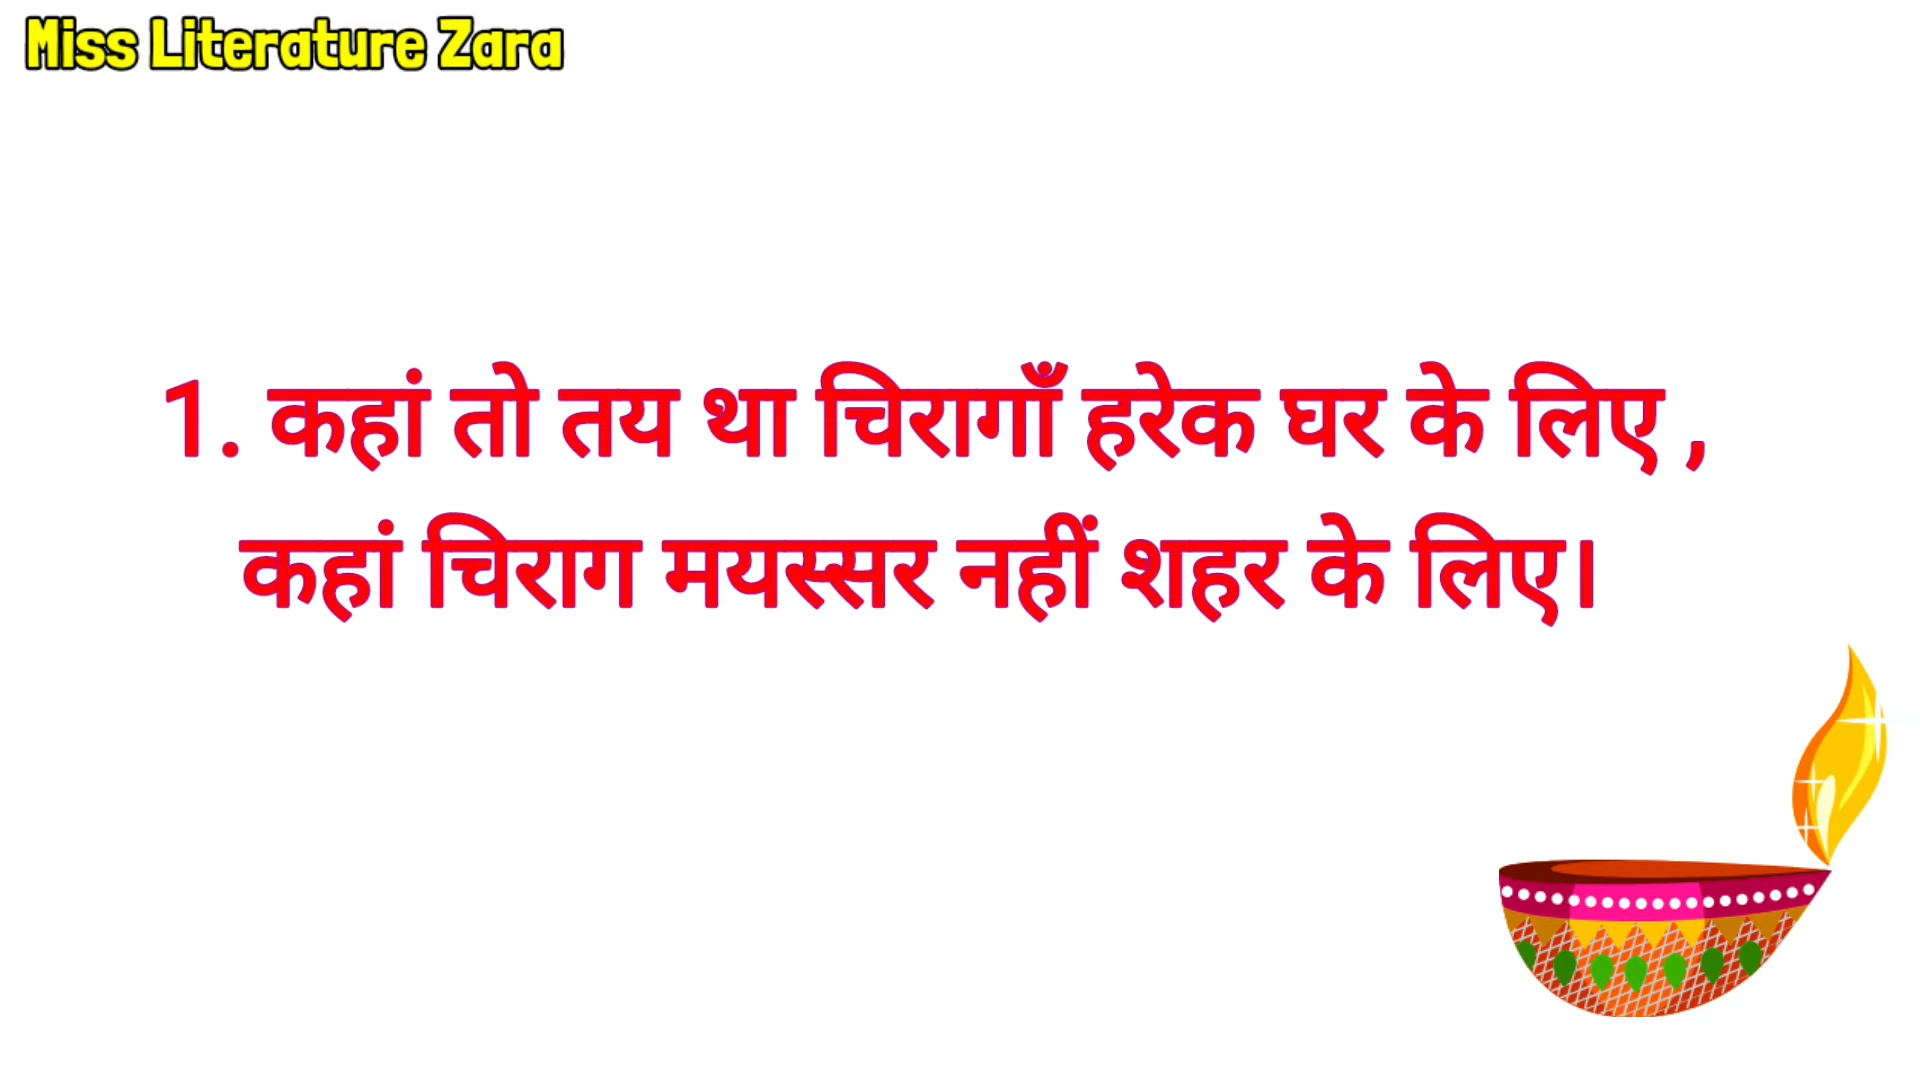 Miss Literature Zara
1. कहां तो तय था चिरागाँ हरेक घर के लिए ,
कहां चिराग मयस्सर नहीं शहर के लिए।